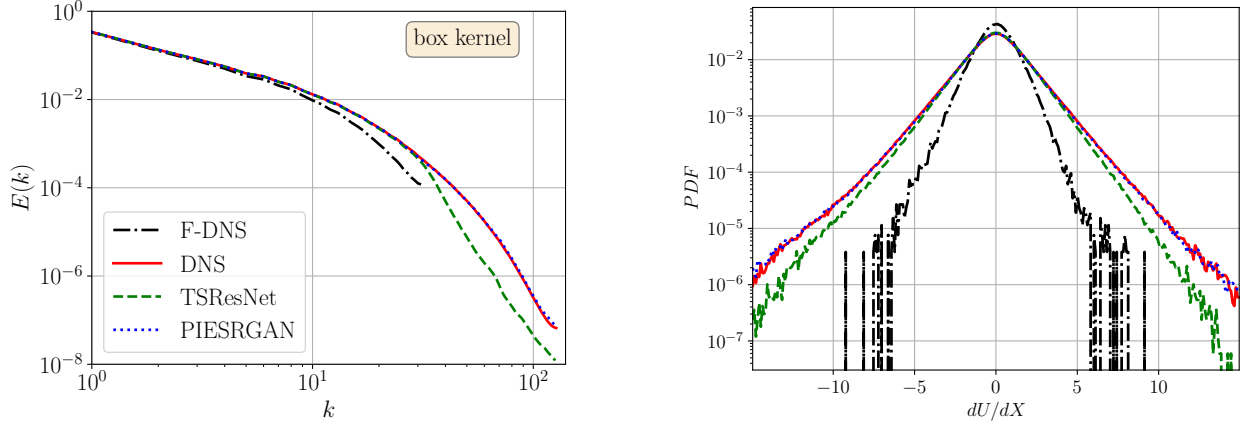 10^0
10^-2
10^-4
10^-6
10^-8
E(k)
box kernel
F-DNS
DNS
TSResNet
PIESRGAN
10^0
10^1
10^2
k
10^-2
10^-3
10^-4
10^-5
10^-6
10^-7
PDF
−10
−5
0
5
10
dU/dX